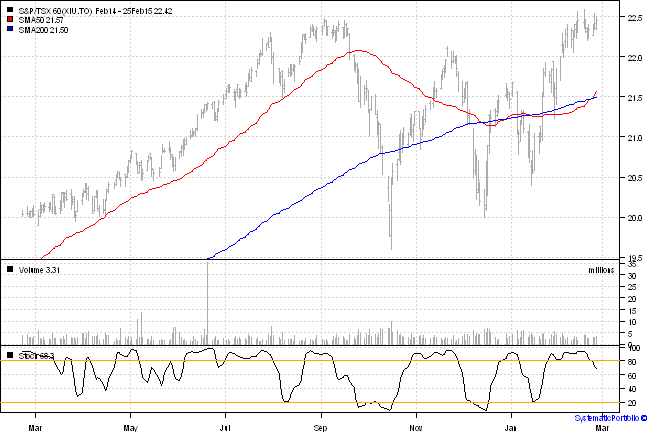 S&P/TSX 60(XIU.TO) Feb14 - 25Feb15 22.42
SMA50 21.57
SMA200 21.50
22.5
22.0
21.5
21.0
20.5
20.0
19.5
Volume 3.31
millions
35
30
25
20
15
10
5
0
Stoch 68.3
100
80
60
40
20
Mar May Jul Sep Nov Jan Mar
SystematicPortfolio ©